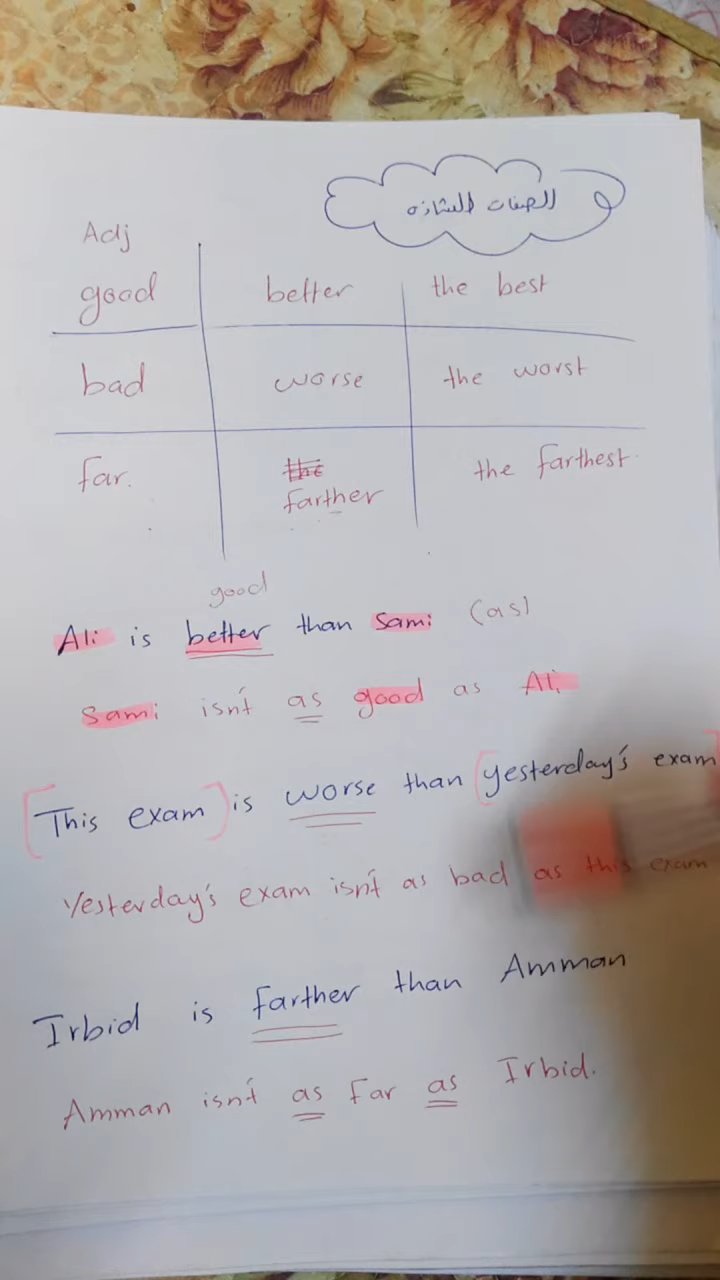 الصفات الشاذه
Adj
good better the best
bad worse the worst
far. the farther the farthest.
good
Ali is better than Sami (as)
Sami isn't as good as Ali
This exam is worse than yesterday's exam
Yesterday's exam isn't as bad as this exam
Irbid is farther than Amman
Amman isn't as far as Irbid.